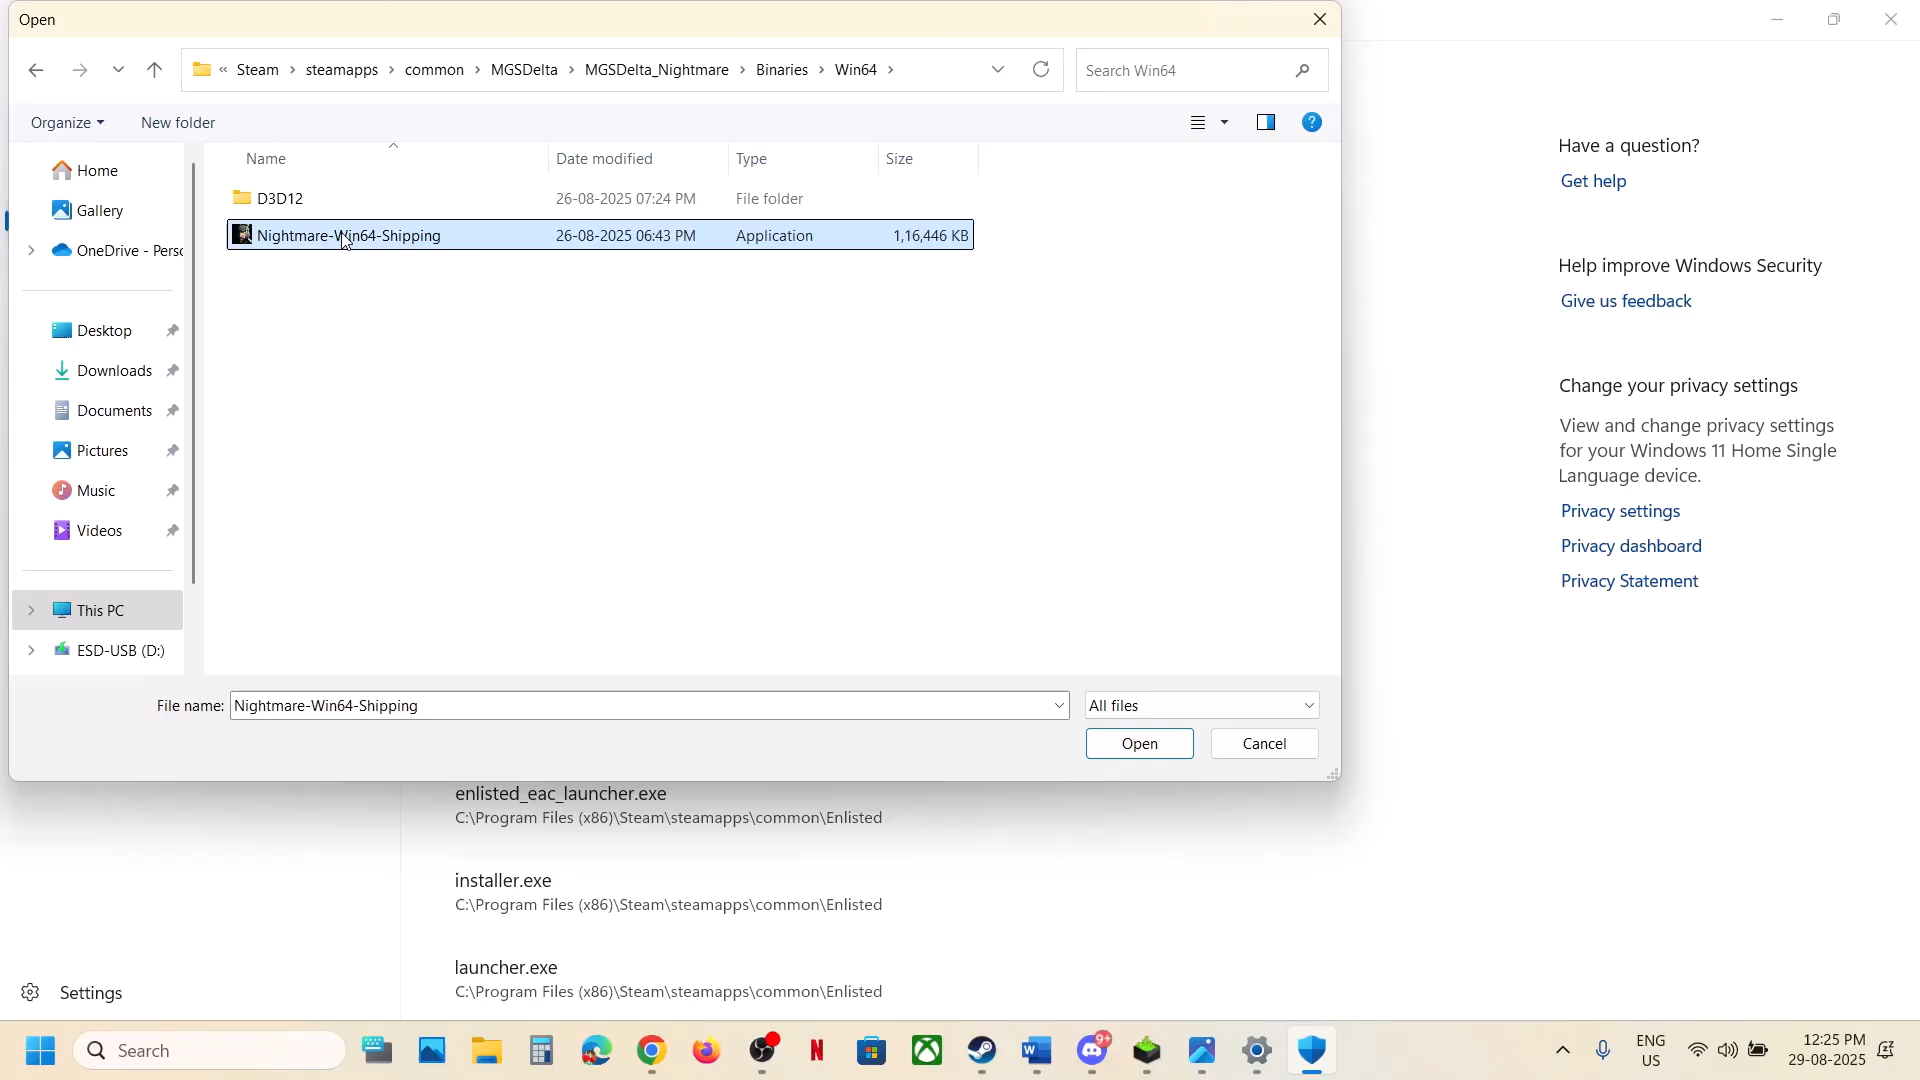 Open
« Steam > steamapps > common > MGSDelta > MGSDelta_Nightmare > Binaries > Win64 >
Search Win64
Organize
New folder
Name
Date modified
Type
Size
Home
Gallery
OneDrive - Pers
Desktop
Downloads
Documents
Pictures
Music
Videos
This PC
ESD-USB (D:)
D3D12
26-08-2025 07:24 PM
File folder
Nightmare-Win64-Shipping
26-08-2025 06:43 PM
Application
1,16,446 KB
File name:
Nightmare-Win64-Shipping
All files
Open
Cancel
enlisted_eac_launcher.exe
C:\Program Files (x86)\Steam\steamapps\common\Enlisted
installer.exe
C:\Program Files (x86)\Steam\steamapps\common\Enlisted
launcher.exe
C:\Program Files (x86)\Steam\steamapps\common\Enlisted
Settings
Have a question?
Get help
Help improve Windows Security
Give us feedback
Change your privacy settings
View and change privacy settings
for your Windows 11 Home Single
Language device.
Privacy settings
Privacy dashboard
Privacy Statement
Search
9+
ENG
US
12:25 PM
29-08-2025